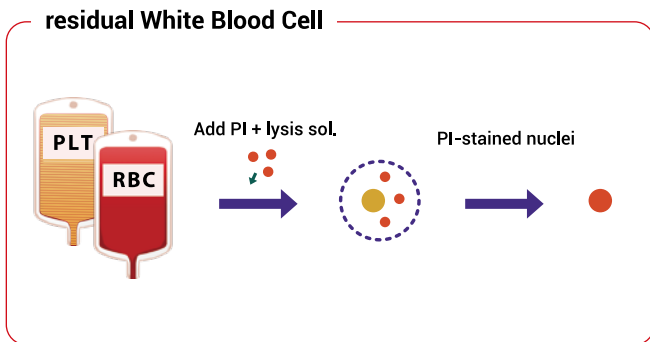 residual White Blood Cell
PLT
RBC
Add PI + lysis sol.
PI-stained nuclei